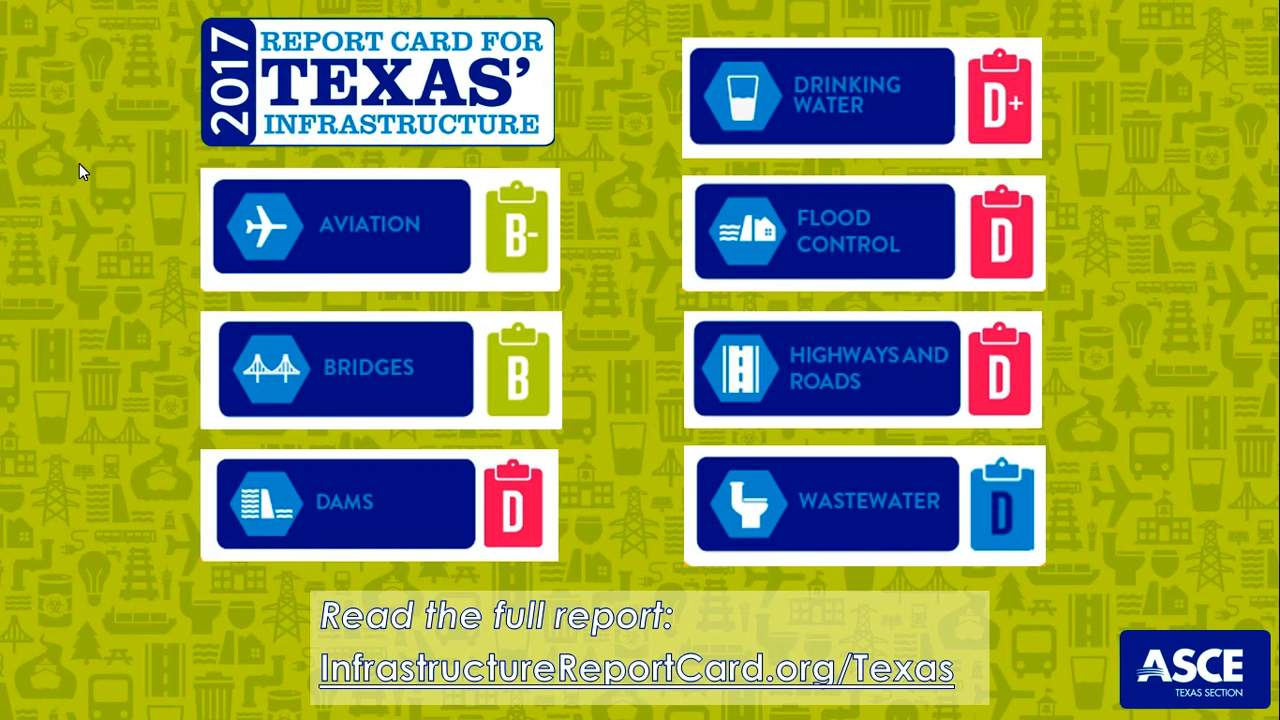 2017
REPORT CARD FOR
TEXAS'
INFRASTRUCTURE
AVIATION
B-
BRIDGES
B
DAMS
D
DRINKING
WATER
D+
FLOOD
CONTROL
D
HIGHWAYS AND
ROADS
D
WASTEWATER
D
Read the full report:
InfrastructureReportCard.org/Texas
ASCE
TEXAS SECTION